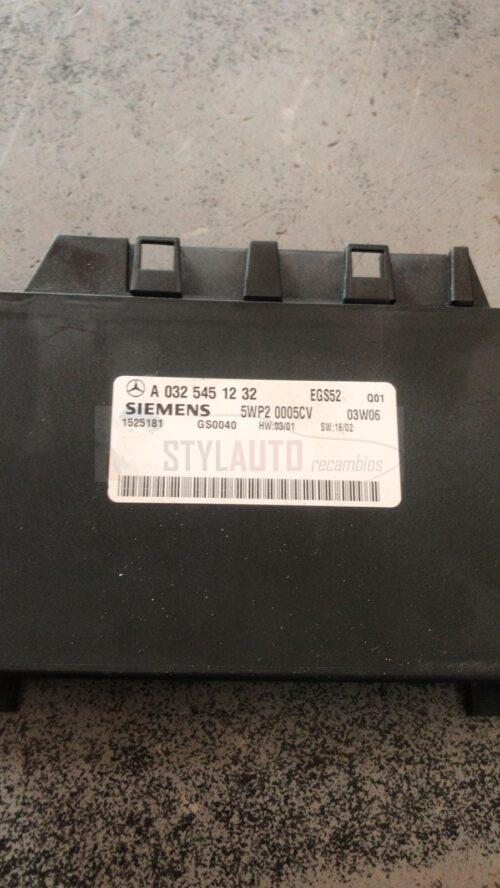 A 032 545 12 32 EGS52 Q01
SIEMENS 5WP2 0005CV 03W06
1525181 GS0040 HW:03/01 SW:16/02
STYLAUTO
recambios